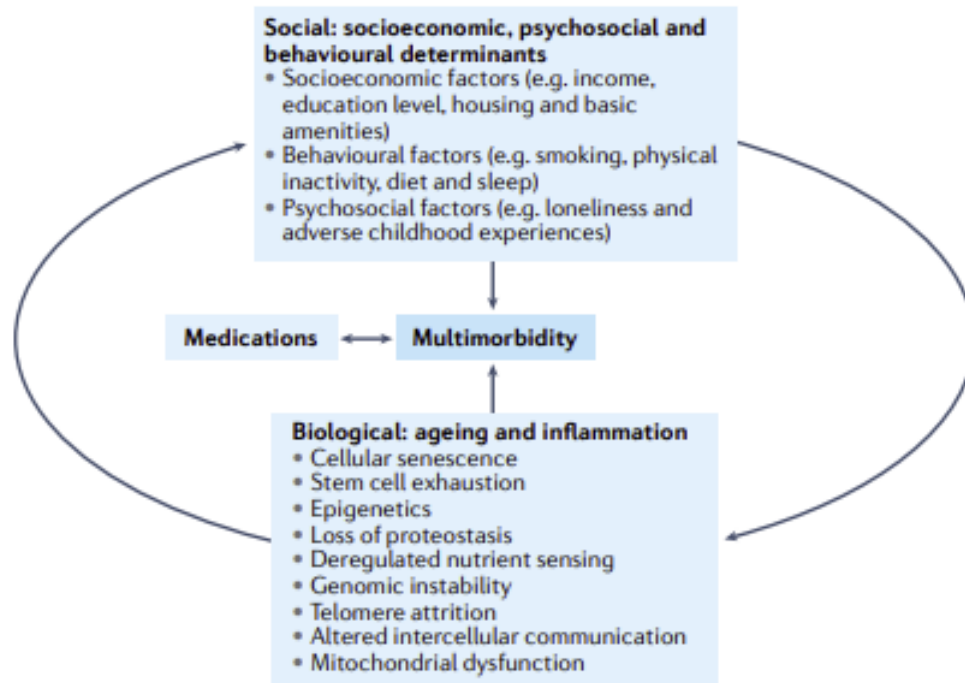 Social: socioeconomic, psychosocial and
behavioural determinants
• Socioeconomic factors (e.g. income,
education level, housing and basic
amenities)
• Behavioural factors (e.g. smoking, physical
inactivity, diet and sleep)
• Psychosocial factors (e.g. loneliness and
adverse childhood experiences)
Medications
Multimorbidity
Biological: ageing and inflammation
• Cellular senescence
• Stem cell exhaustion
• Epigenetics
• Loss of proteostasis
• Deregulated nutrient sensing
• Genomic instability
• Telomere attrition
• Altered intercellular communication
• Mitochondrial dysfunction